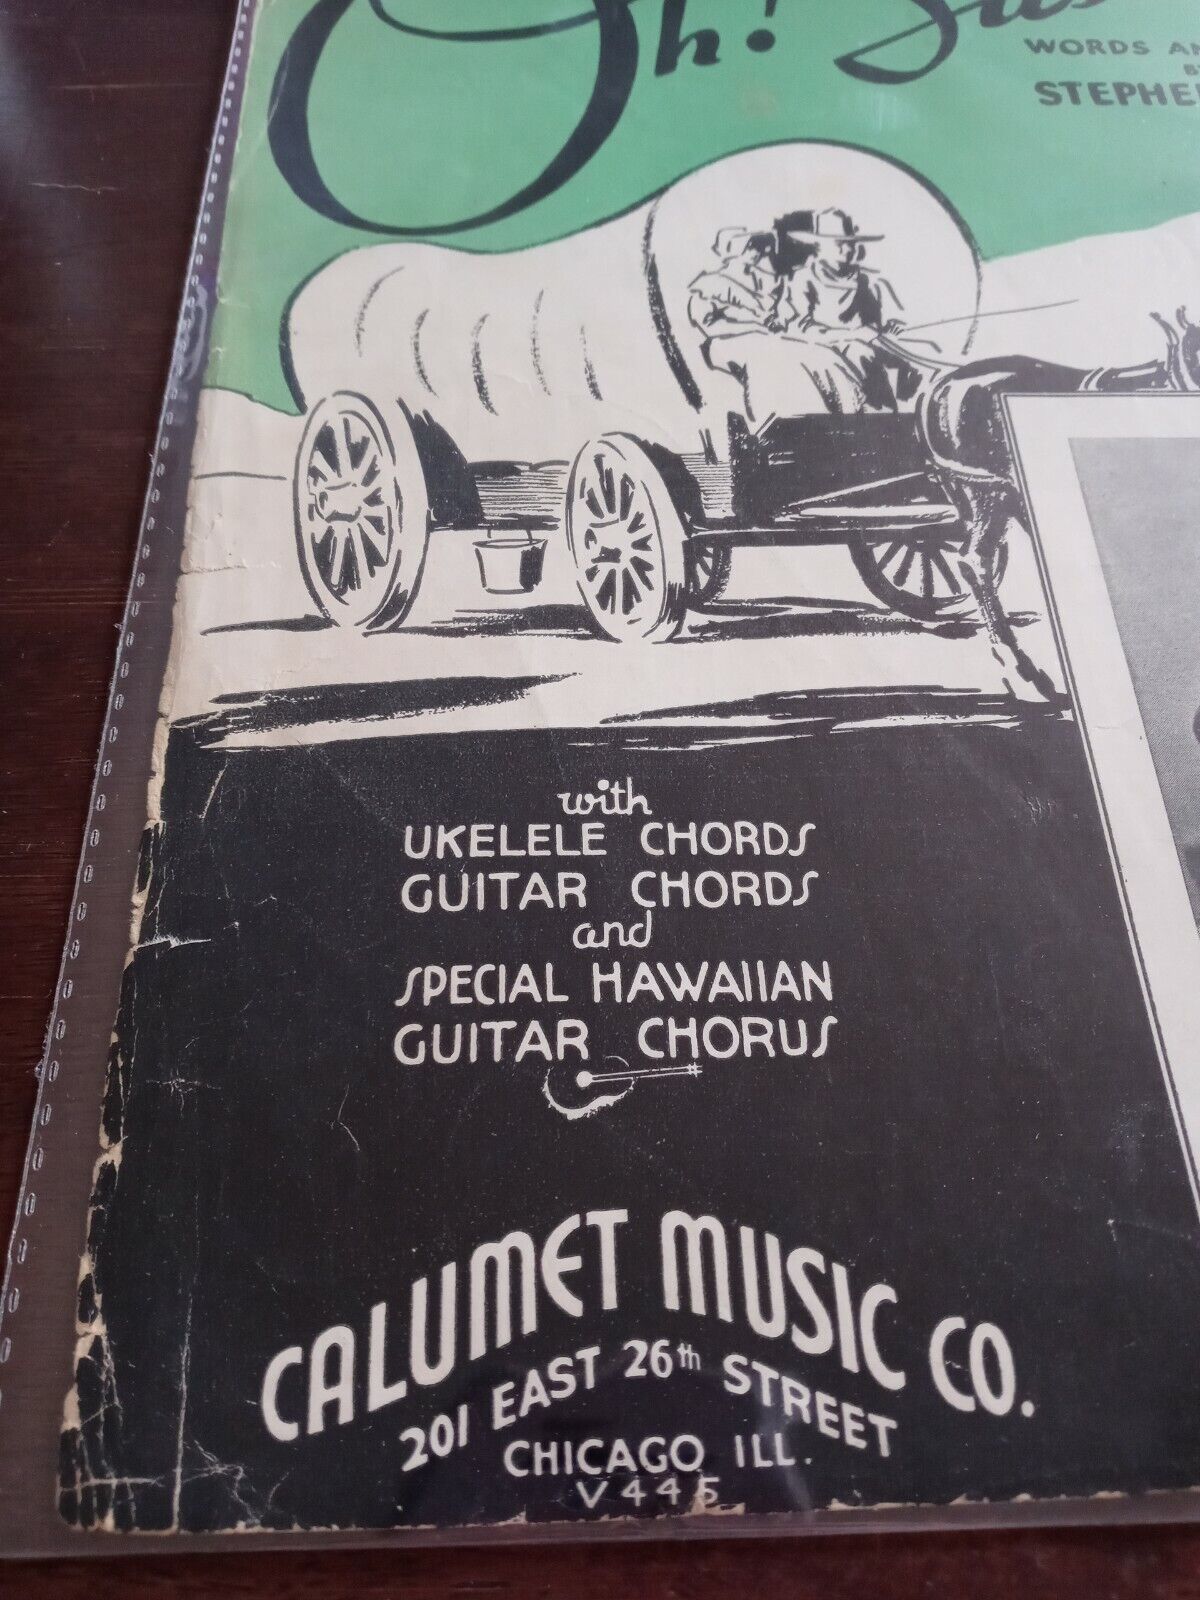 Oh!
WORDS
STEPHE
with
UKELELE CHORDS
GUITAR CHORDS
and
SPECIAL HAWAIIAN
GUITAR CHORUS
CALUMET MUSIC CO.
201 EAST 26th STREET
CHICAGO ILL.
V445